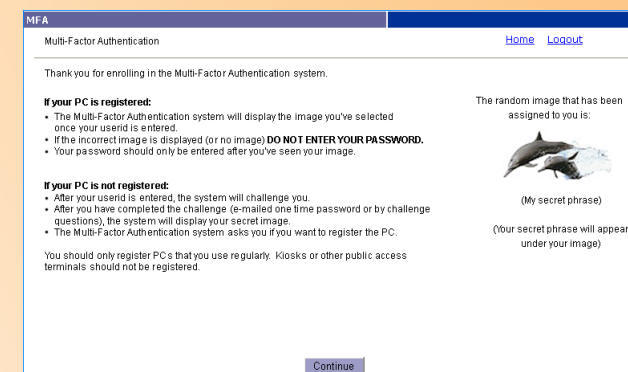 MFA
Multi-Factor Authentication
Home Logout
Thank you for enrolling in the Multi-Factor Authentication system.
If your PC is registered:
• The Multi-Factor Authentication system will display the image you've selected
once your userid is entered.
• If the incorrect image is displayed (or no image) DO NOT ENTER YOUR PASSWORD.
• Your password should only be entered after you've seen your image.
If your PC is not registered:
• After your userid is entered, the system will challenge you.
• After you have completed the challenge (e-mailed one time password or by challenge
questions), the system will display your secret image.
• The Multi-Factor Authentication system asks you if you want to register the PC.
You should only register PCs that you use regularly. Kiosks or other public access
terminals should not be registered.
The random image that has been
assigned to you is:
(My secret phrase)
(Your secret phrase will appear
under your image)
Continue